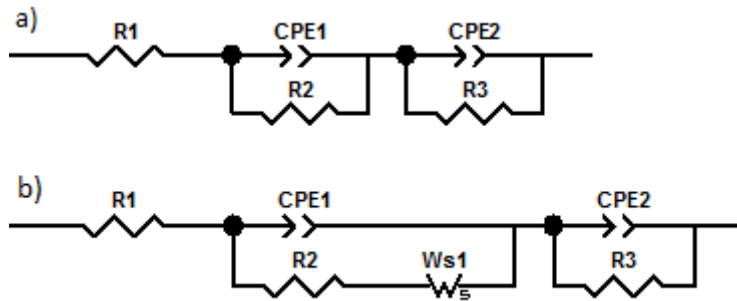 a)
R1 CPE1 CPE2
R2 R3
b)
R1 CPE1 CPE2
R2 Ws1 R3
s